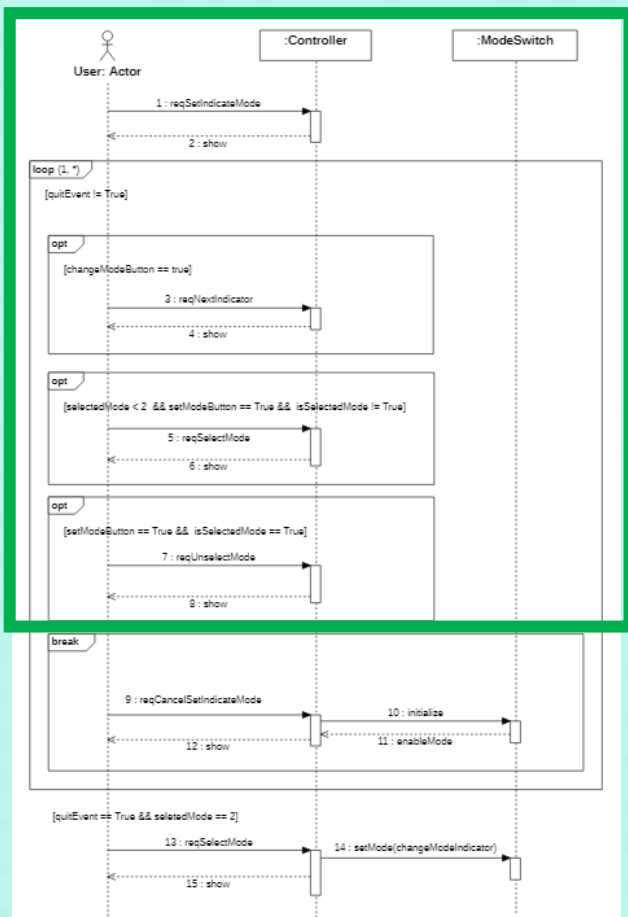 :Controller
:ModeSwitch
User: Actor
1 : reqSetIndicateMode
2 : show
loop (1, *)
[quitEvent != True]
opt
[changeModeButton == true]
3 : reqNextIndicator
4 : show
opt
[selectedMode < 2 && setModeButton == True && isSelectedMode != True]
5 : reqSelectMode
6 : show
opt
[setModeButton == True && isSelectedMode == True]
7 : reqUnselectMode
8 : show
break
9 : reqCancelSetIndicateMode
10 : initialize
11 : enableMode
12 : show
[quitEvent == True && seletedMode == 2]
13 : reqSelectMode
14 : setMode(changeModeIndicator)
15 : show